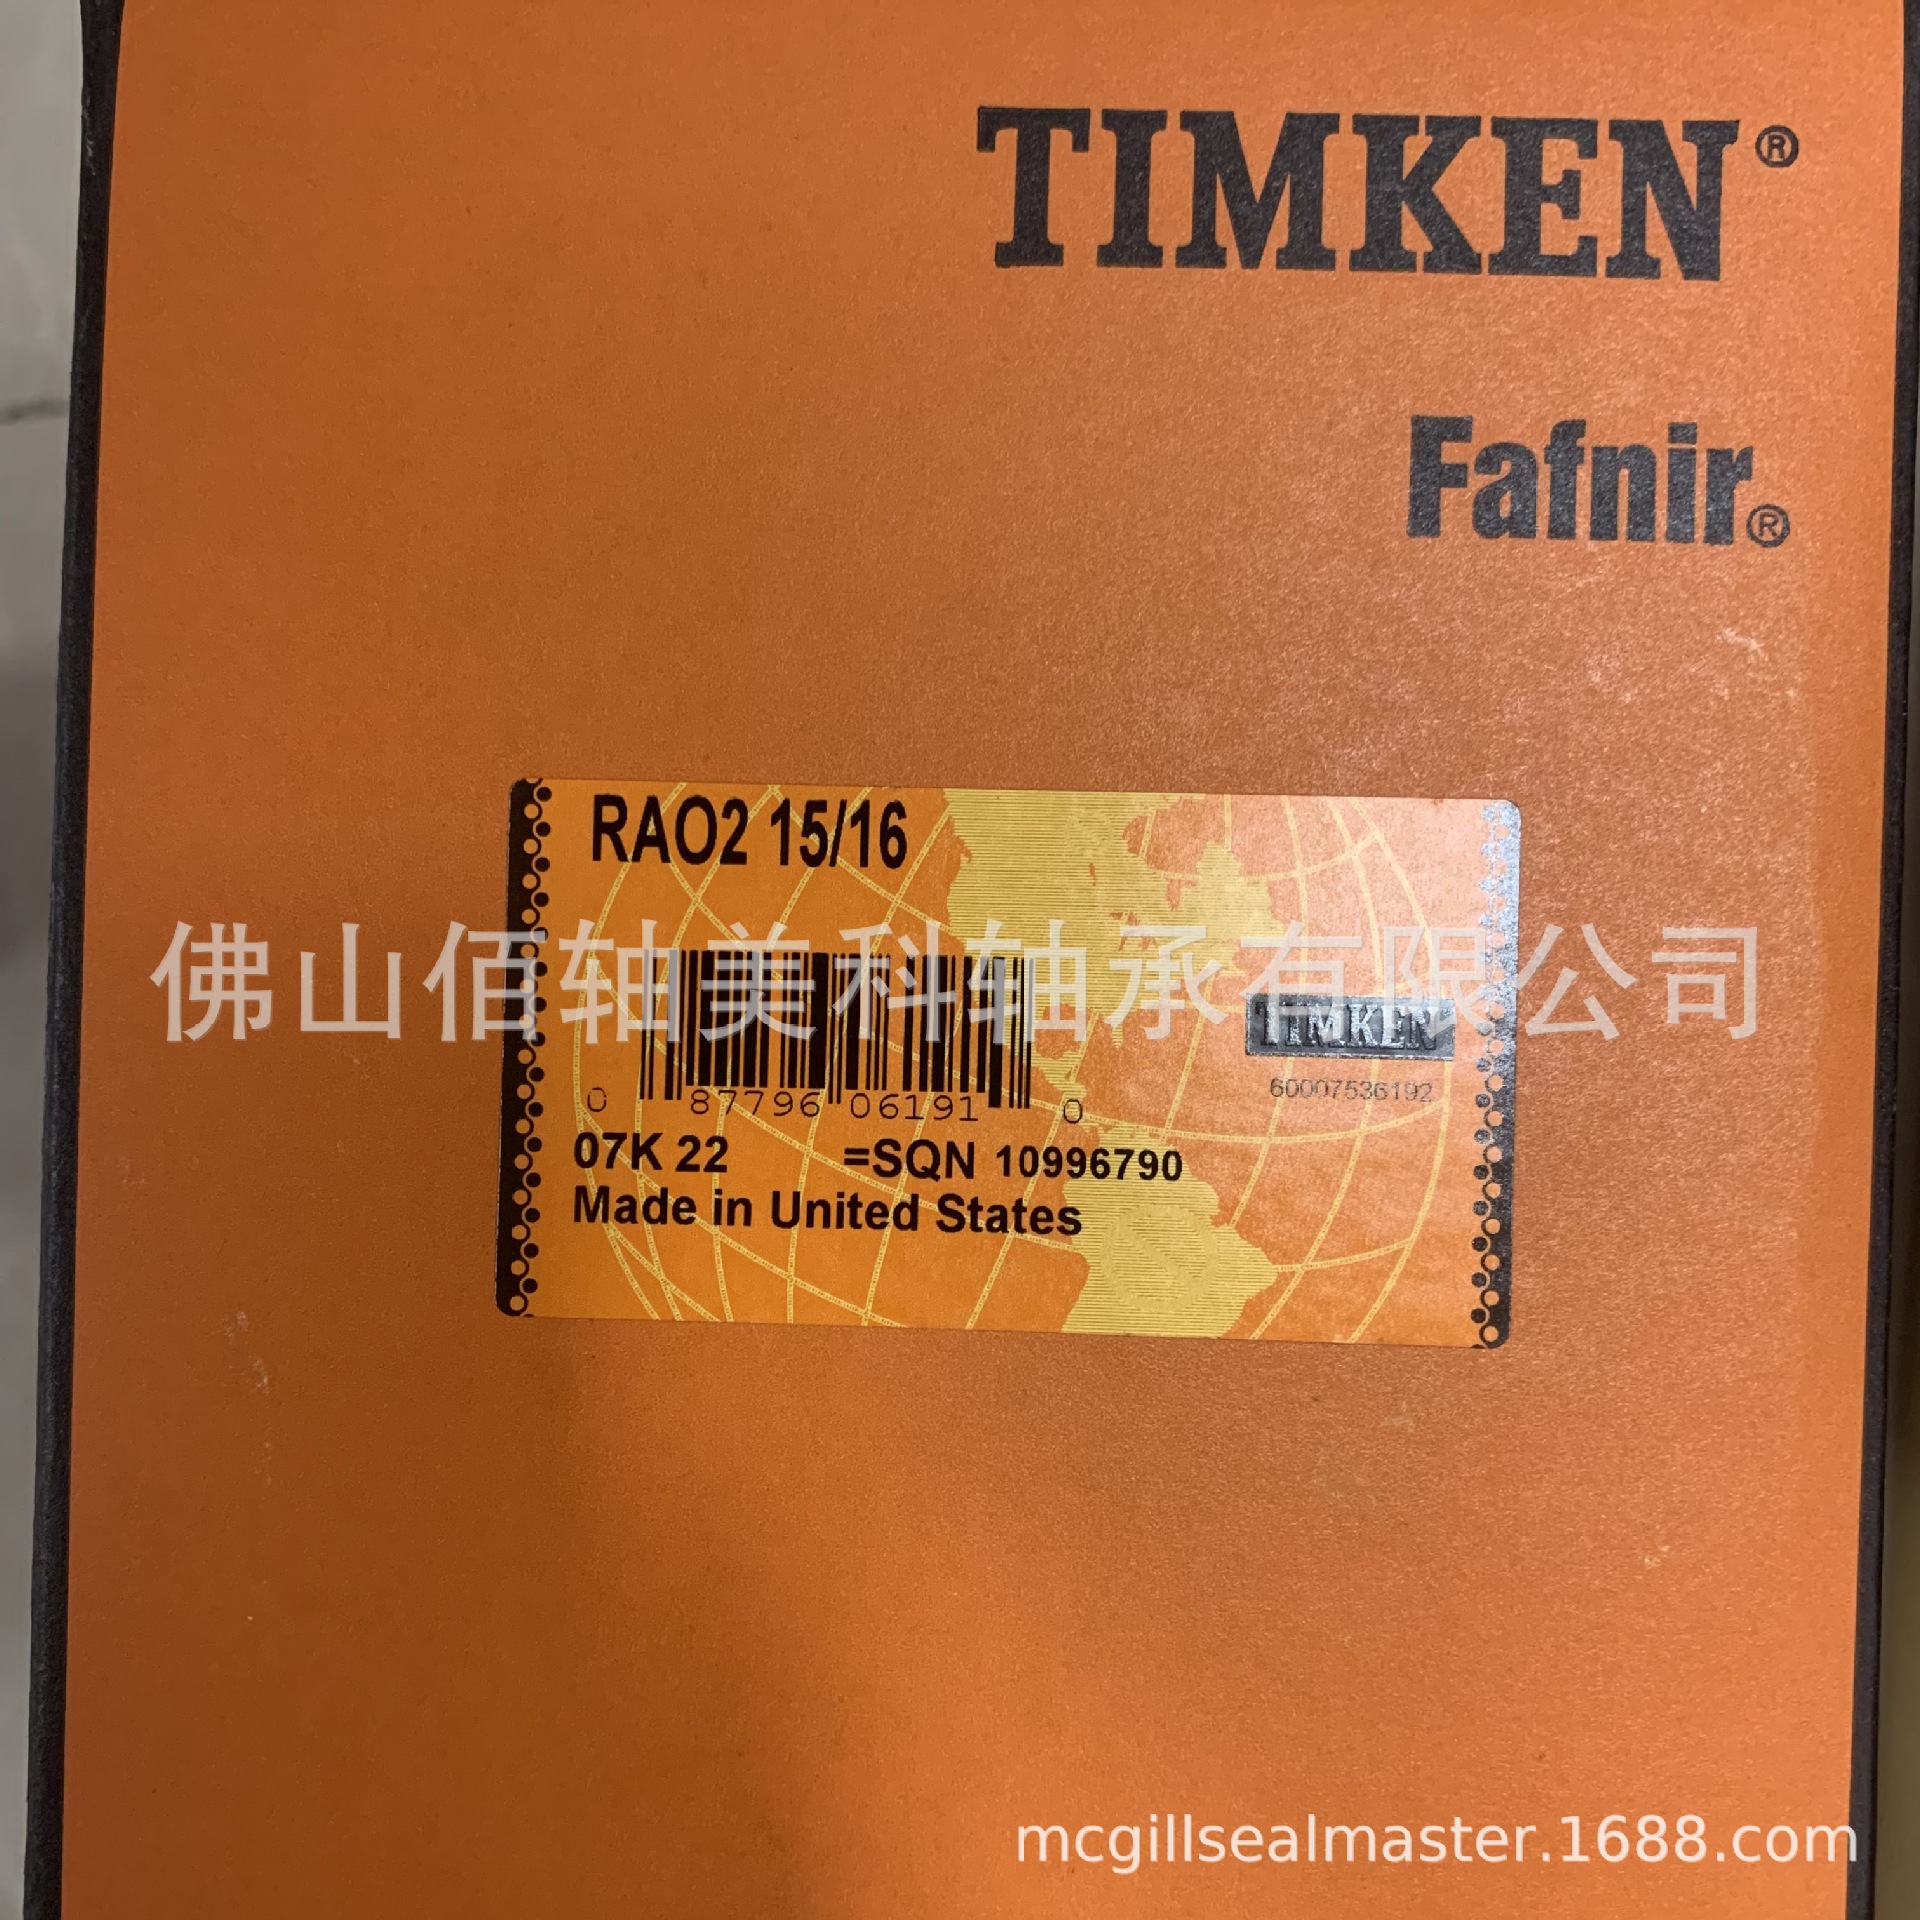 TIMKEN®
Fafnir®
RAO2 15/16
佛山佰轴美科轴承有限公司
TIMKEN
60007536192
0 87796 06191 0
07K 22 =SQN 10996790
Made in United States
mcgillsealmaster.1688.com